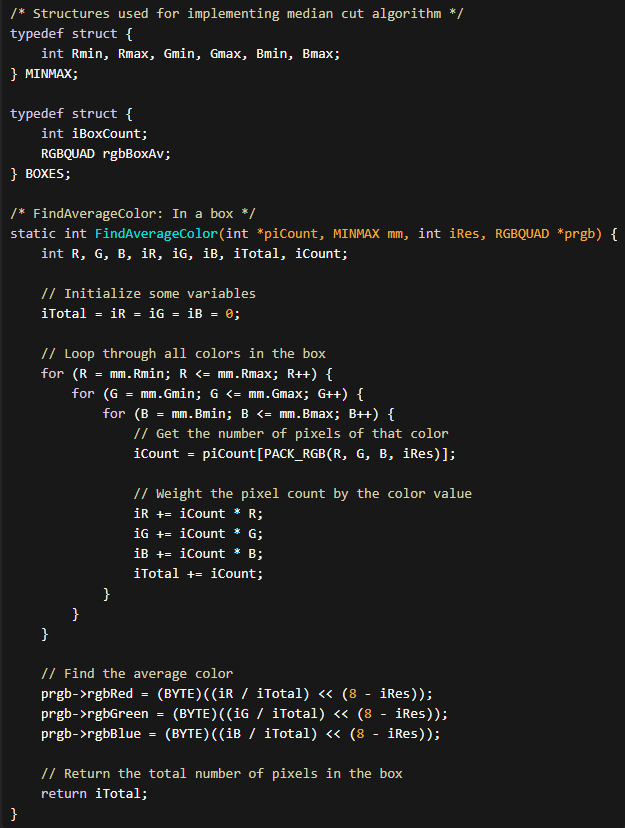 /* Structures used for implementing median cut algorithm */
typedef struct {
    int Rmin, Rmax, Gmin, Gmax, Bmin, Bmax;
} MINMAX;

typedef struct {
    int iBoxCount;
    RGBQUAD rgbBoxAv;
} BOXES;

/* FindAverageColor: In a box */
static int FindAverageColor(int *piCount, MINMAX mm, int iRes, RGBQUAD *prgb) {
    int R, G, B, iR, iG, iB, iTotal, iCount;

    // Initialize some variables
    iTotal = iR = iG = iB = 0;

    // Loop through all colors in the box
    for (R = mm.Rmin; R <= mm.Rmax; R++) {
        for (G = mm.Gmin; G <= mm.Gmax; G++) {
            for (B = mm.Bmin; B <= mm.Bmax; B++) {
                // Get the number of pixels of that color
                iCount = piCount[PACK_RGB(R, G, B, iRes)];

                // Weight the pixel count by the color value
                iR += iCount * R;
                iG += iCount * G;
                iB += iCount * B;
                iTotal += iCount;
            }
        }
    }

    // Find the average color
    prgb->rgbRed = (BYTE)((iR / iTotal) << (8 - iRes));
    prgb->rgbGreen = (BYTE)((iG / iTotal) << (8 - iRes));
    prgb->rgbBlue = (BYTE)((iB / iTotal) << (8 - iRes));

    // Return the total number of pixels in the box
    return iTotal;
}